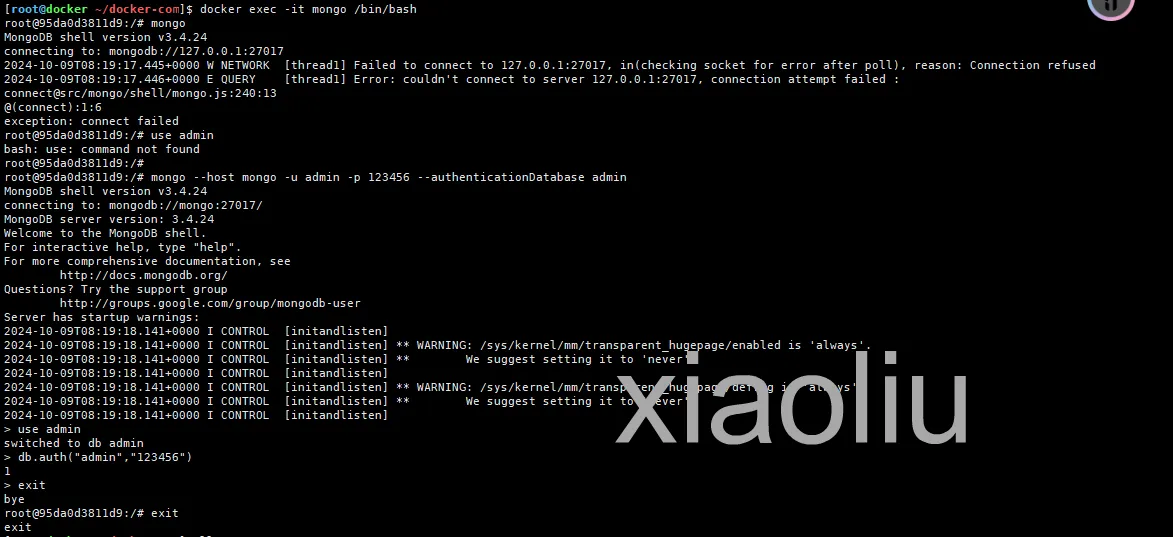 [root@docker ~/docker-com]$ docker exec -it mongo /bin/bash
root@95da0d3811d9:/# mongo
MongoDB shell version v3.4.24
connecting to: mongodb://127.0.0.1:27017
2024-10-09T08:19:17.445+0000 W NETWORK  [thread1] Failed to connect to 127.0.0.1:27017, in(checking socket for error after poll), reason: Connection refused
2024-10-09T08:19:17.446+0000 E QUERY    [thread1] Error: couldn't connect to server 127.0.0.1:27017, connection attempt failed :
connect@src/mongo/shell/mongo.js:240:13
@(connect):1:6
exception: connect failed
root@95da0d3811d9:/# use admin
bash: use: command not found
root@95da0d3811d9:/#
root@95da0d3811d9:/# mongo --host mongo -u admin -p 123456 --authenticationDatabase admin
MongoDB shell version v3.4.24
connecting to: mongodb://mongo:27017/
MongoDB server version: 3.4.24
Welcome to the MongoDB shell.
For interactive help, type "help".
For more comprehensive documentation, see
        http://docs.mongodb.org/
Questions? Try the support group
        http://groups.google.com/group/mongodb-user
Server has startup warnings:
2024-10-09T08:19:18.141+0000 I CONTROL  [initandlisten]
2024-10-09T08:19:18.141+0000 I CONTROL  [initandlisten] ** WARNING: /sys/kernel/mm/transparent_hugepage/enabled is 'always'.
2024-10-09T08:19:18.141+0000 I CONTROL  [initandlisten] **        We suggest setting it to 'never'
2024-10-09T08:19:18.141+0000 I CONTROL  [initandlisten]
2024-10-09T08:19:18.141+0000 I CONTROL  [initandlisten] ** WARNING: /sys/kernel/mm/transparent_hugepage/defrag is 'always'
2024-10-09T08:19:18.141+0000 I CONTROL  [initandlisten] **        We suggest setting it to 'never'
2024-10-09T08:19:18.141+0000 I CONTROL  [initandlisten]
xiaoliu
> use admin
switched to db admin
> db.auth("admin","123456")
1
> exit
bye
root@95da0d3811d9:/# exit
exit